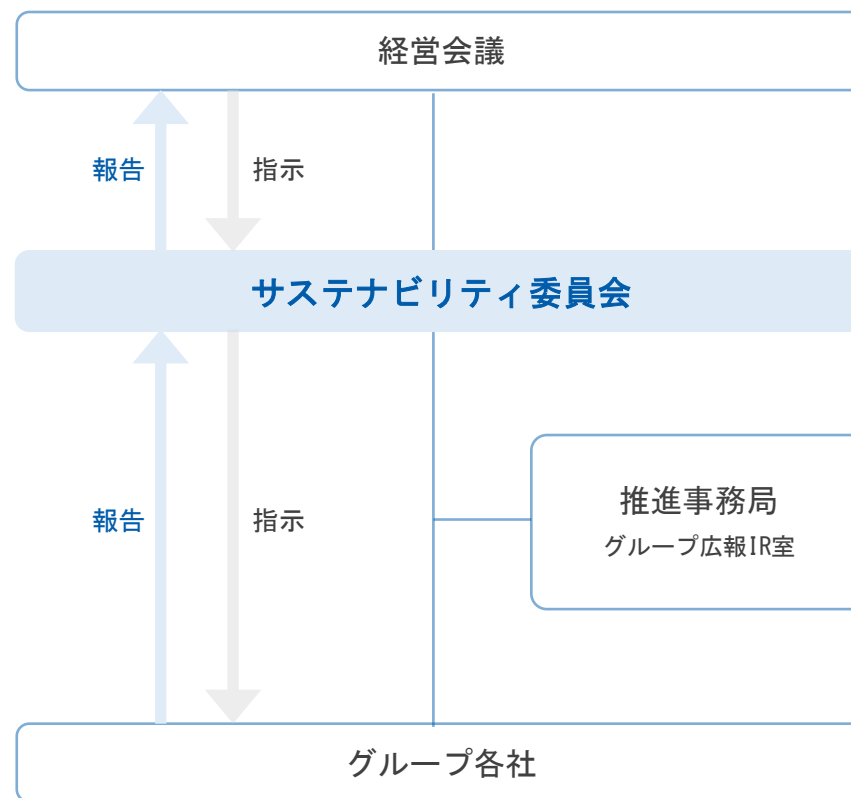 経営会議
報告
指示
サステナビリティ委員会
推進事務局
グループ広報IR室
報告
指示
グループ各社